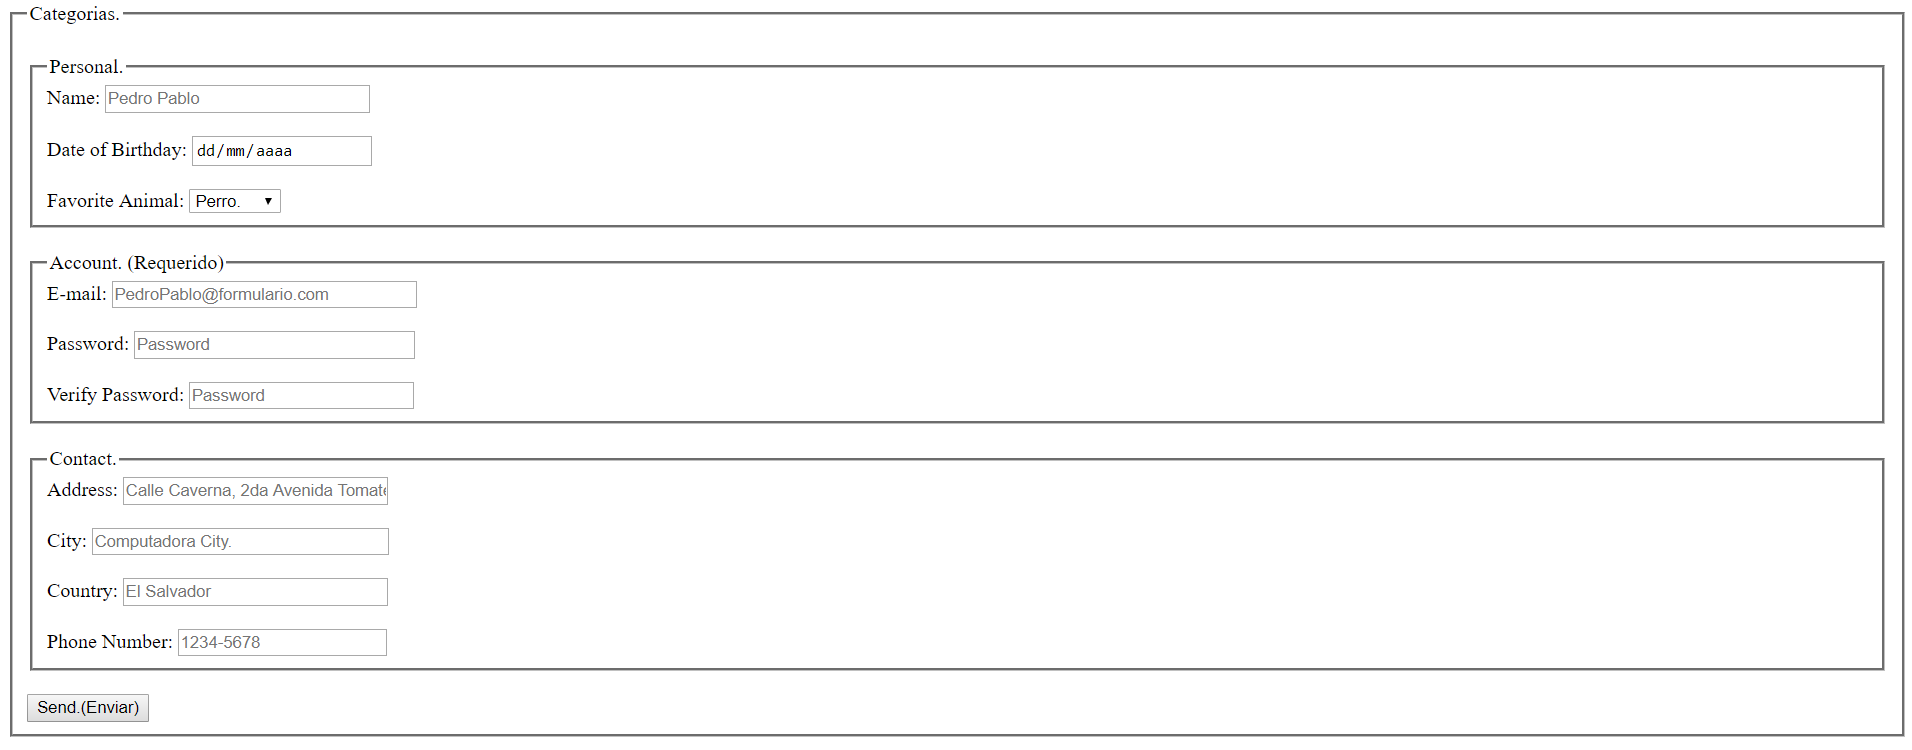 Categorias.
Personal.
Name: Pedro Pablo
Date of Birthday: dd/mm/aaaa
Favorite Animal: Perro.
Account. (Requerido)
E-mail: PedroPablo@formulario.com
Password: Password
Verify Password: Password
Contact.
Address: Calle Caverna, 2da Avenida Tomate
City: Computadora City.
Country: El Salvador
Phone Number: 1234-5678
Send.(Enviar)